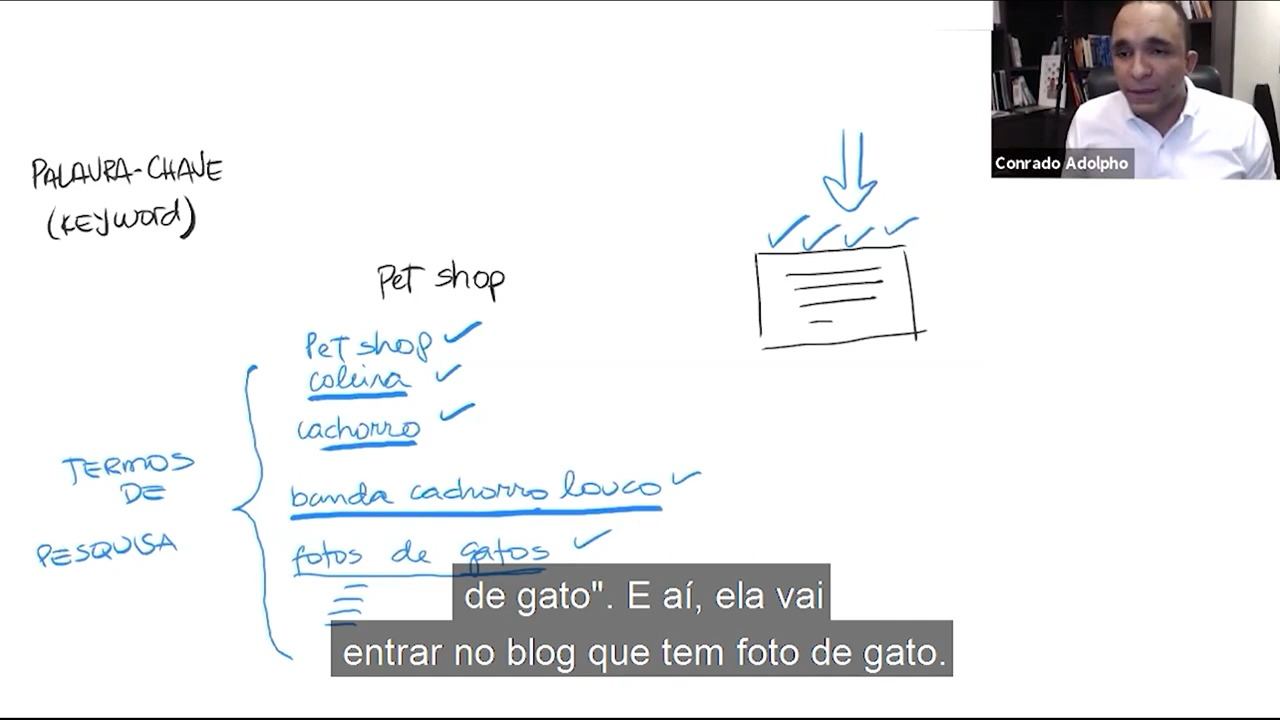 Conrado Adolpho
PALAVRA-CHAVE
(KEYWORD)
Pet shop
Pet shop
coleira
cachorro
banda cachorro louco
fotos de gatos
TERMOS
DE
PESQUISA
de gato". E aí, ela vai
entrar no blog que tem foto de gato.